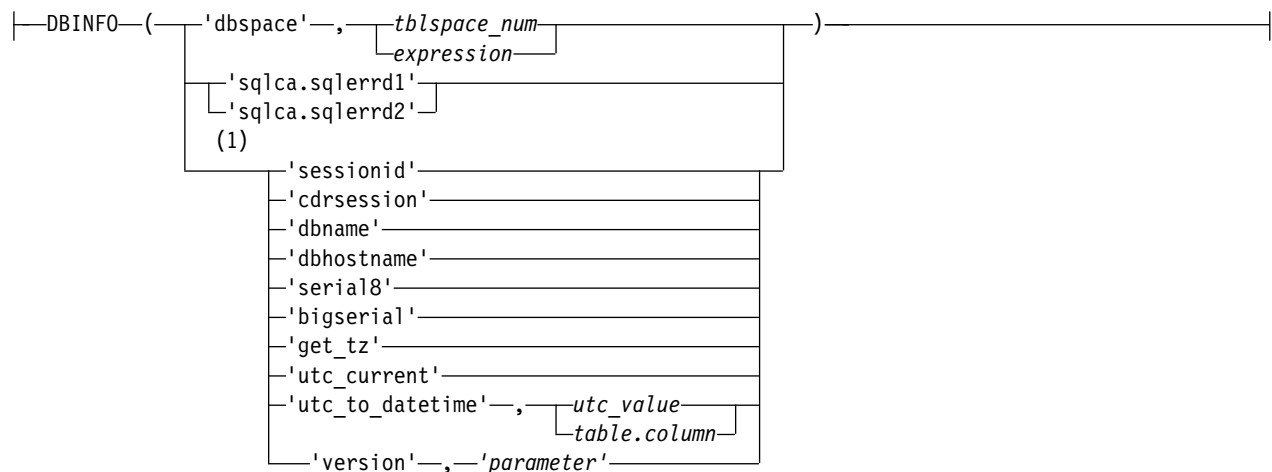 DBINFO ( 'dbspace' , tblspace_num )
expression
'sqlca.sqlerrd1'
'sqlca.sqlerrd2'
(1)
'sessionid'
'cdrsession'
'dbname'
'dbhostname'
'serial8'
'bigserial'
'get_tz'
'utc_current'
'utc_to_datetime' , utc_value
table.column
'version' , 'parameter'